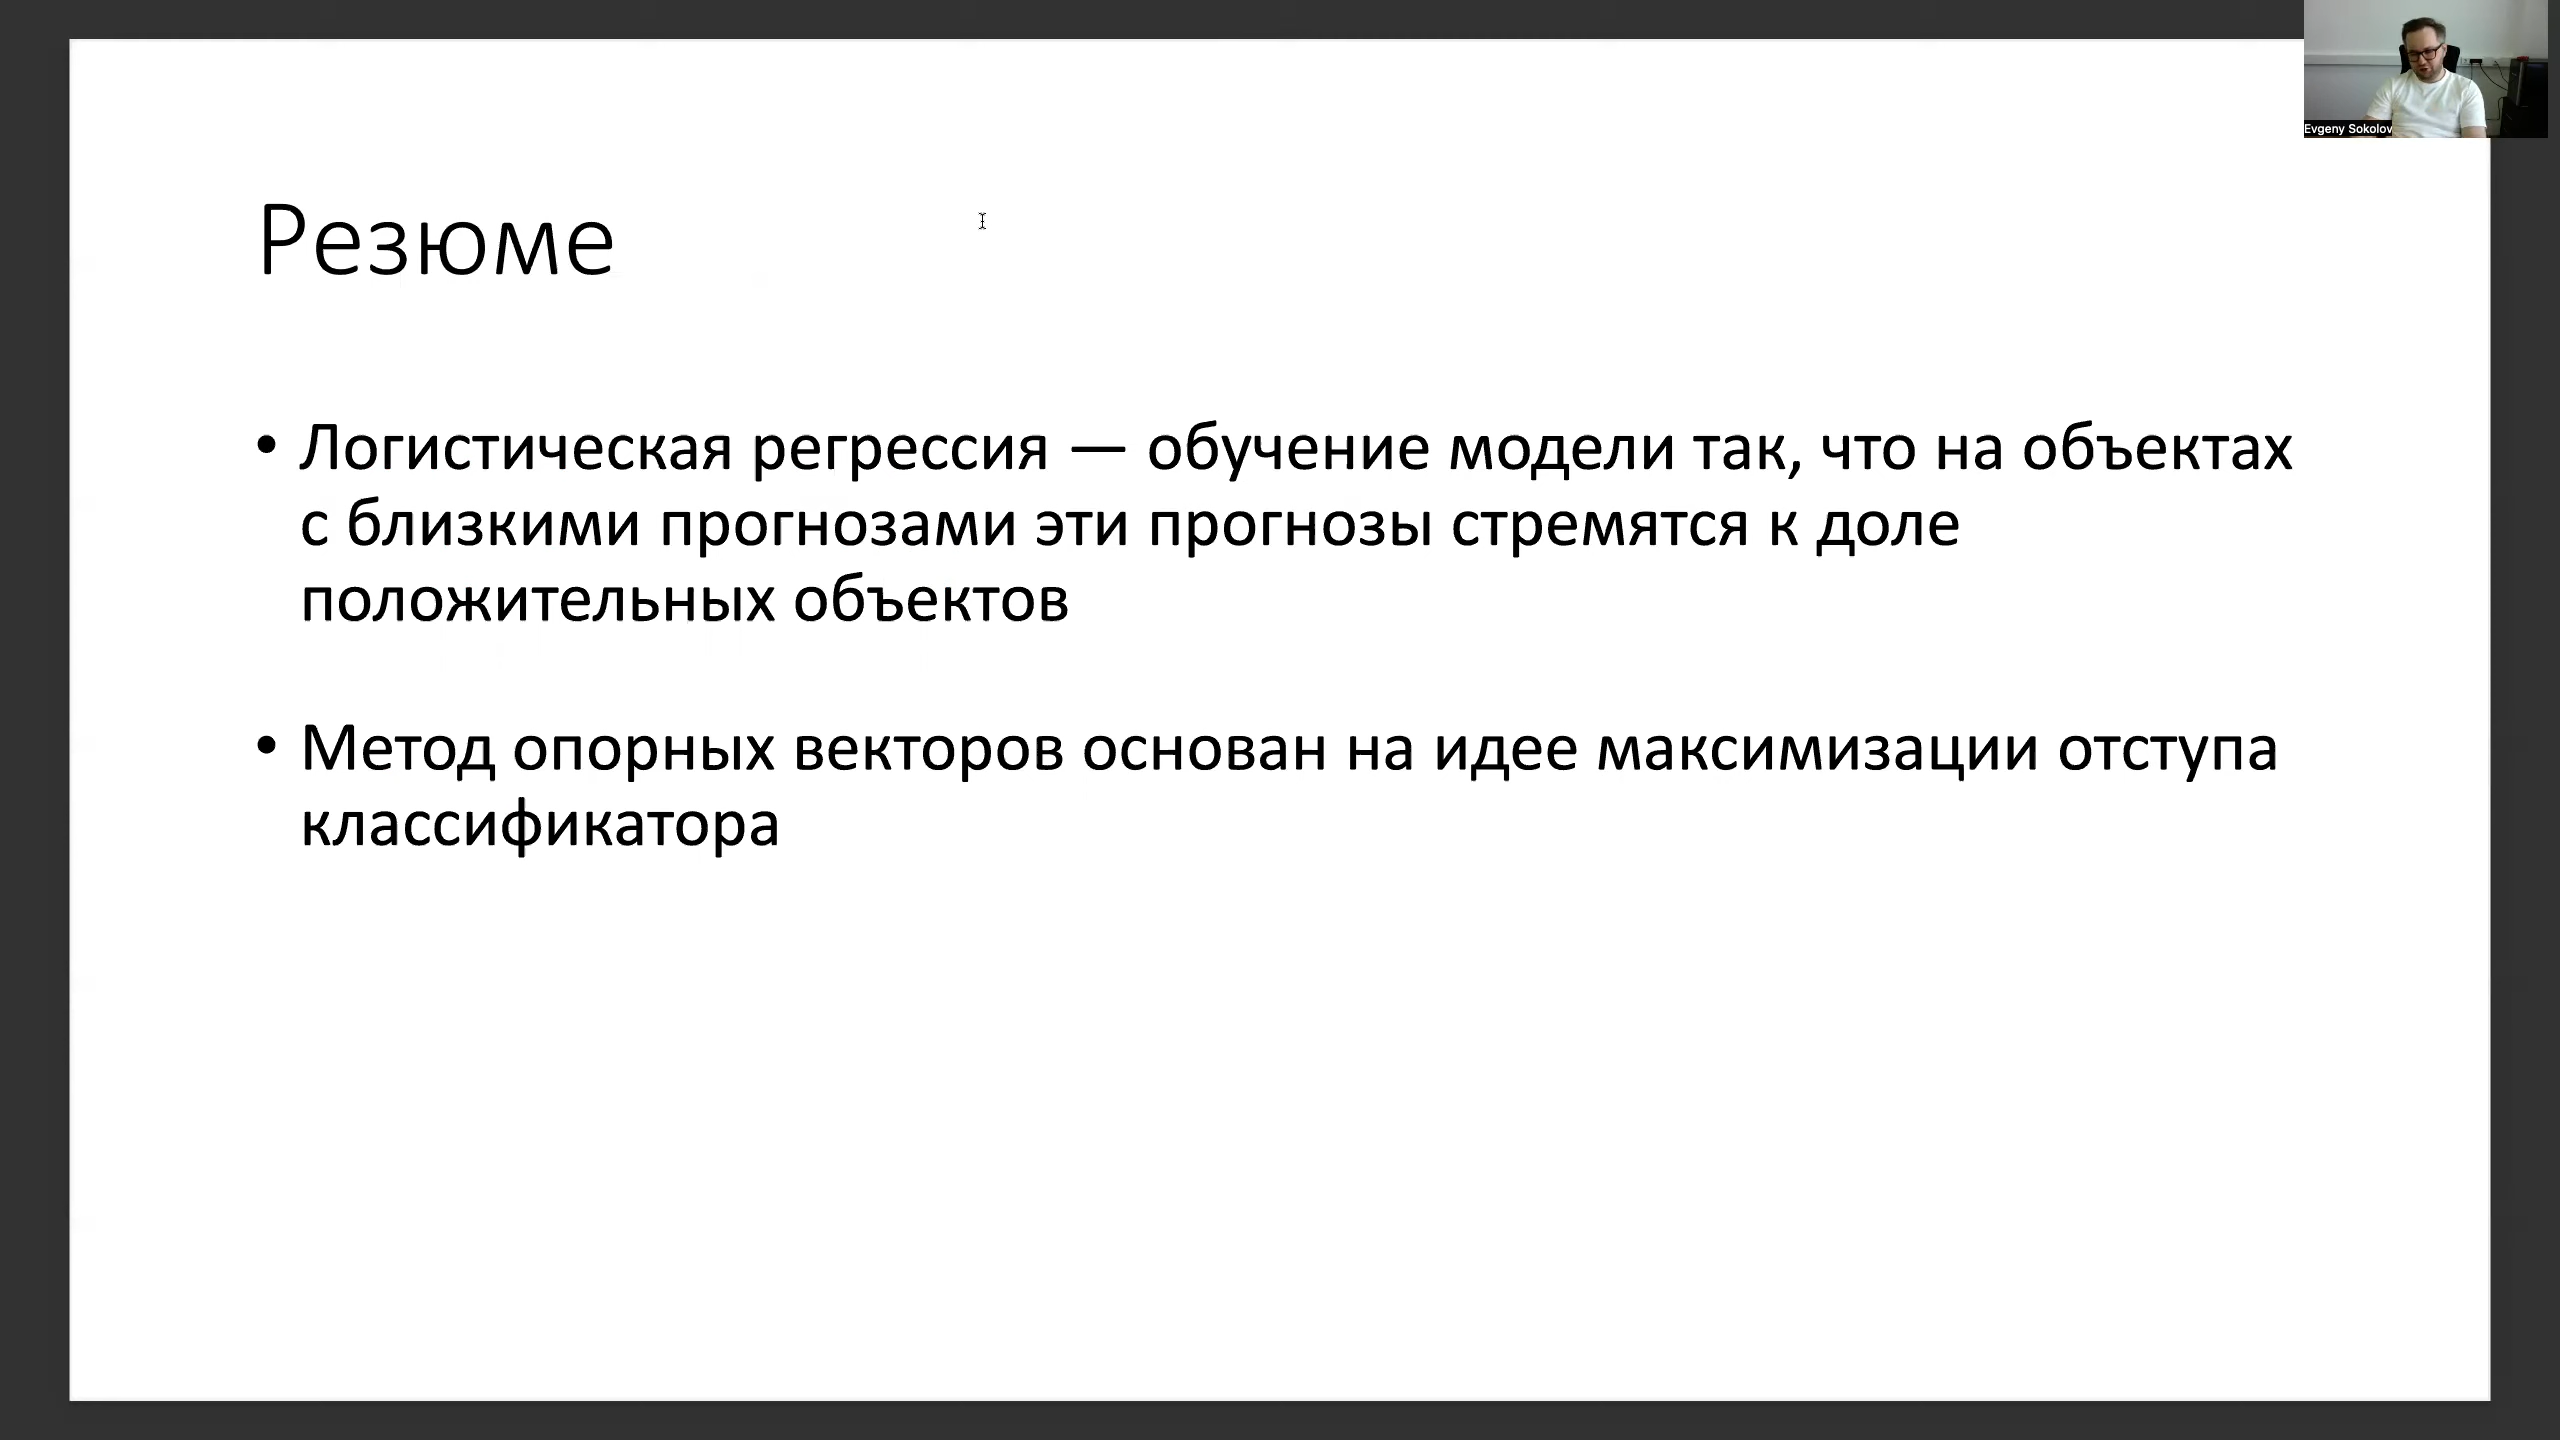 Evgeny Sokolov
Резюме
• Логистическая регрессия — обучение модели так, что на объектах
с близкими прогнозами эти прогнозы стремятся к доле
положительных объектов
• Метод опорных векторов основан на идее максимизации отступа
классификатора